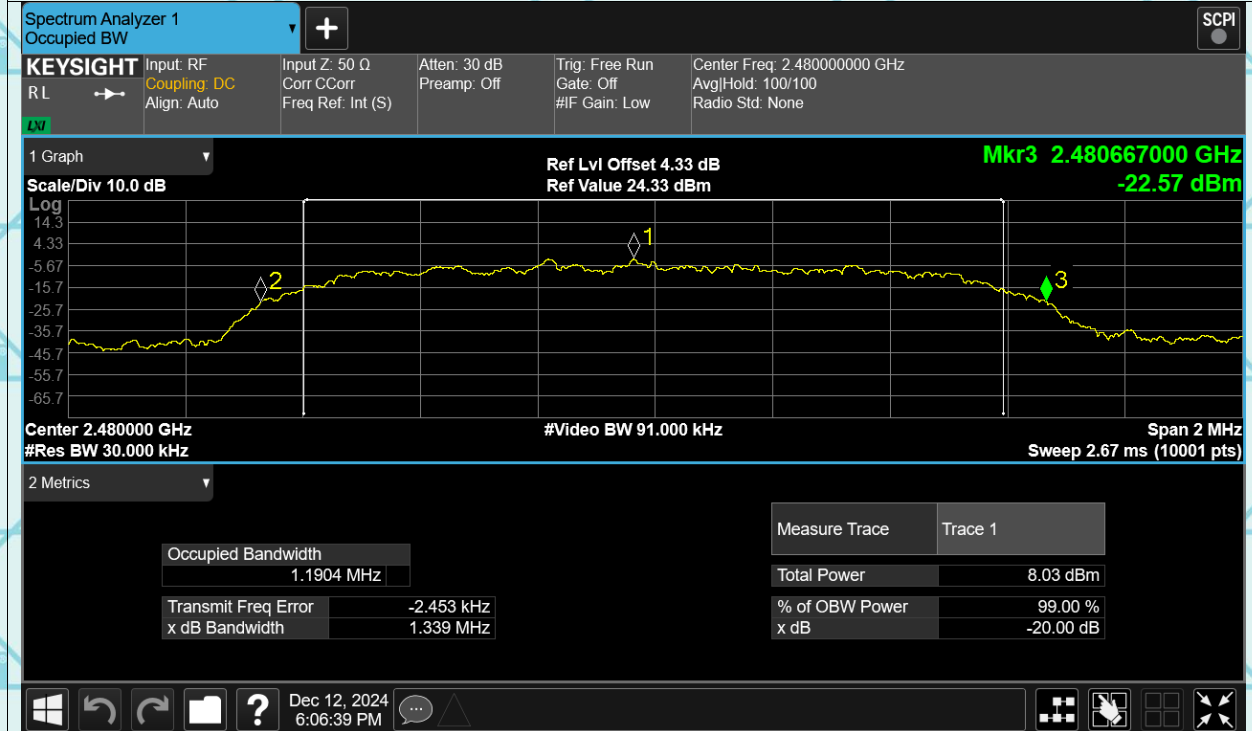 Spectrum Analyzer 1
Occupied BW
SCPI
KEYSIGHT
RL
LXI
Input: RF
Coupling: DC
Align: Auto
Input Z: 50 Ω
Corr CCorr
Freq Ref: Int (S)
Atten: 30 dB
Preamp: Off
Trig: Free Run
Gate: Off
#IF Gain: Low
Center Freq: 2.480000000 GHz
Avg|Hold: 100/100
Radio Std: None
1 Graph
Scale/Div 10.0 dB
Ref Lvl Offset 4.33 dB
Ref Value 24.33 dBm
Mkr3 2.480667000 GHz
-22.57 dBm
Log
14.3
4.33
-5.67
-15.7
-25.7
-35.7
-45.7
-55.7
-65.7
1
2
3
Center 2.480000 GHz
#Video BW 91.000 kHz
Span 2 MHz
#Res BW 30.000 kHz
Sweep 2.67 ms (10001 pts)
2 Metrics
Measure Trace Trace 1
Occupied Bandwidth
1.1904 MHz
Total Power 8.03 dBm
Transmit Freq Error -2.453 kHz
% of OBW Power 99.00 %
x dB Bandwidth 1.339 MHz
x dB -20.00 dB
?
Dec 12, 2024
6:06:39 PM